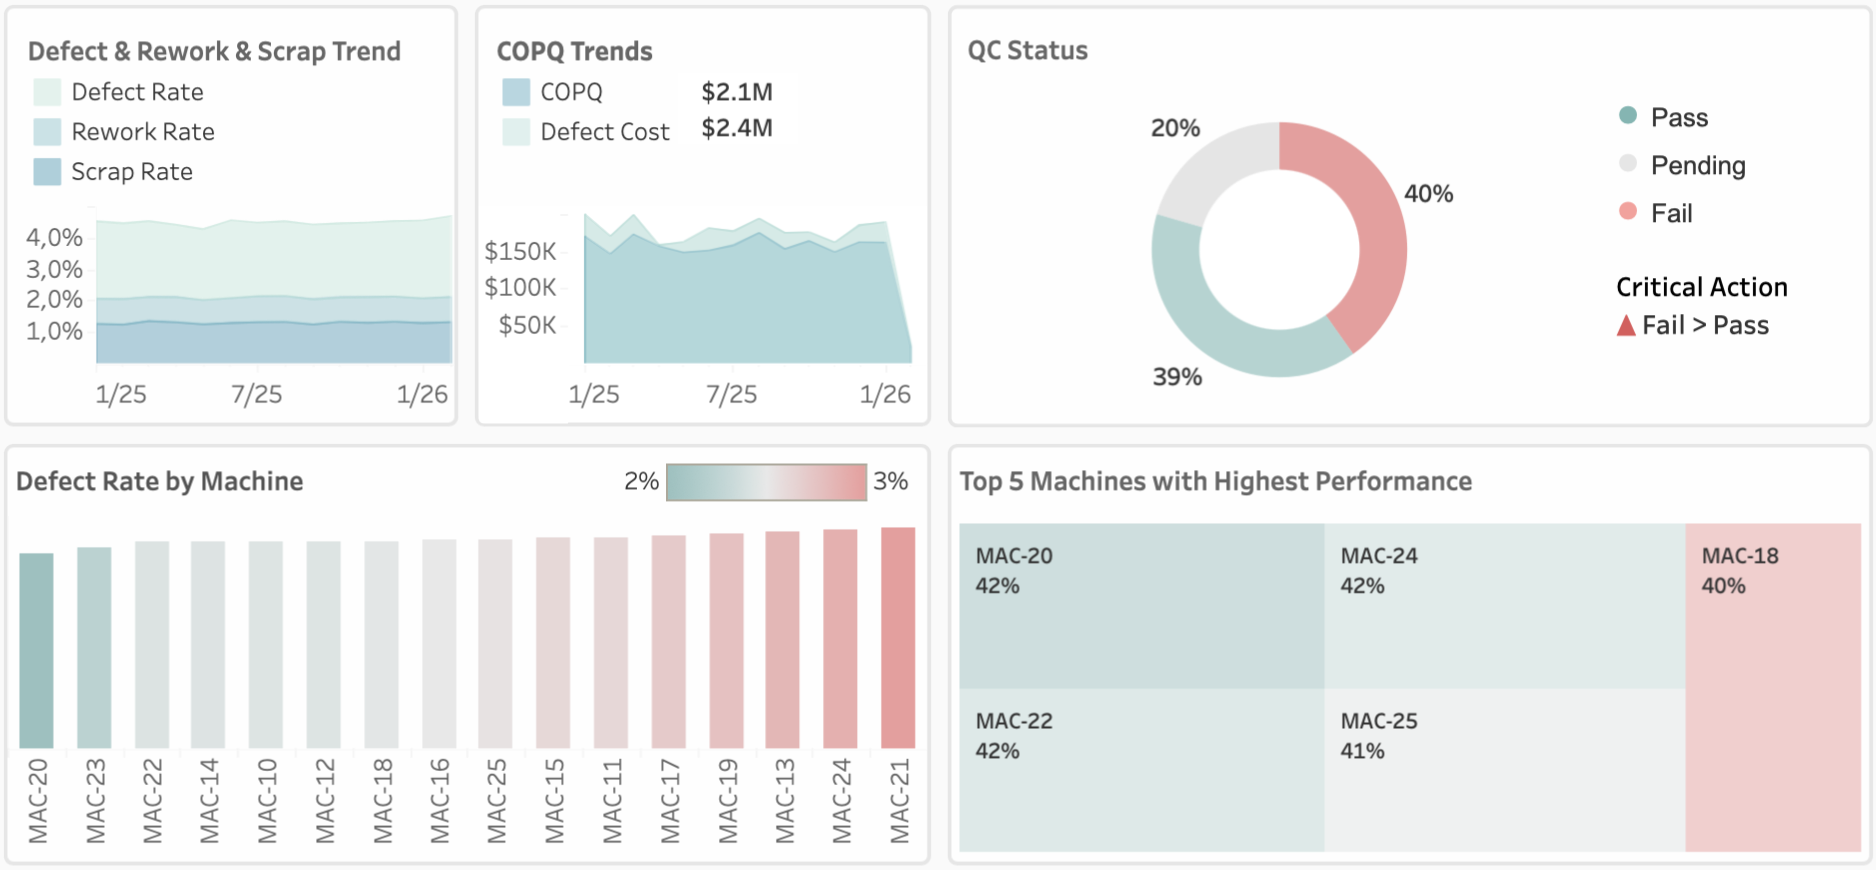 Defect & Rework & Scrap Trend
Defect Rate
Rework Rate
Scrap Rate
4,0%
3,0%
2,0%
1,0%
1/25
7/25
1/26
COPQ Trends
COPQ
$2.1M
Defect Cost
$2.4M
$150K
$100K
$50K
1/25
7/25
1/26
QC Status
20%
40%
39%
Pass
Pending
Fail
Critical Action
Fail > Pass
Defect Rate by Machine
2%
3%
MAC-20
MAC-23
MAC-22
MAC-14
MAC-10
MAC-12
MAC-18
MAC-16
MAC-25
MAC-15
MAC-11
MAC-17
MAC-19
MAC-13
MAC-24
MAC-21
Top 5 Machines with Highest Performance
MAC-20
42%
MAC-24
42%
MAC-18
40%
MAC-22
42%
MAC-25
41%